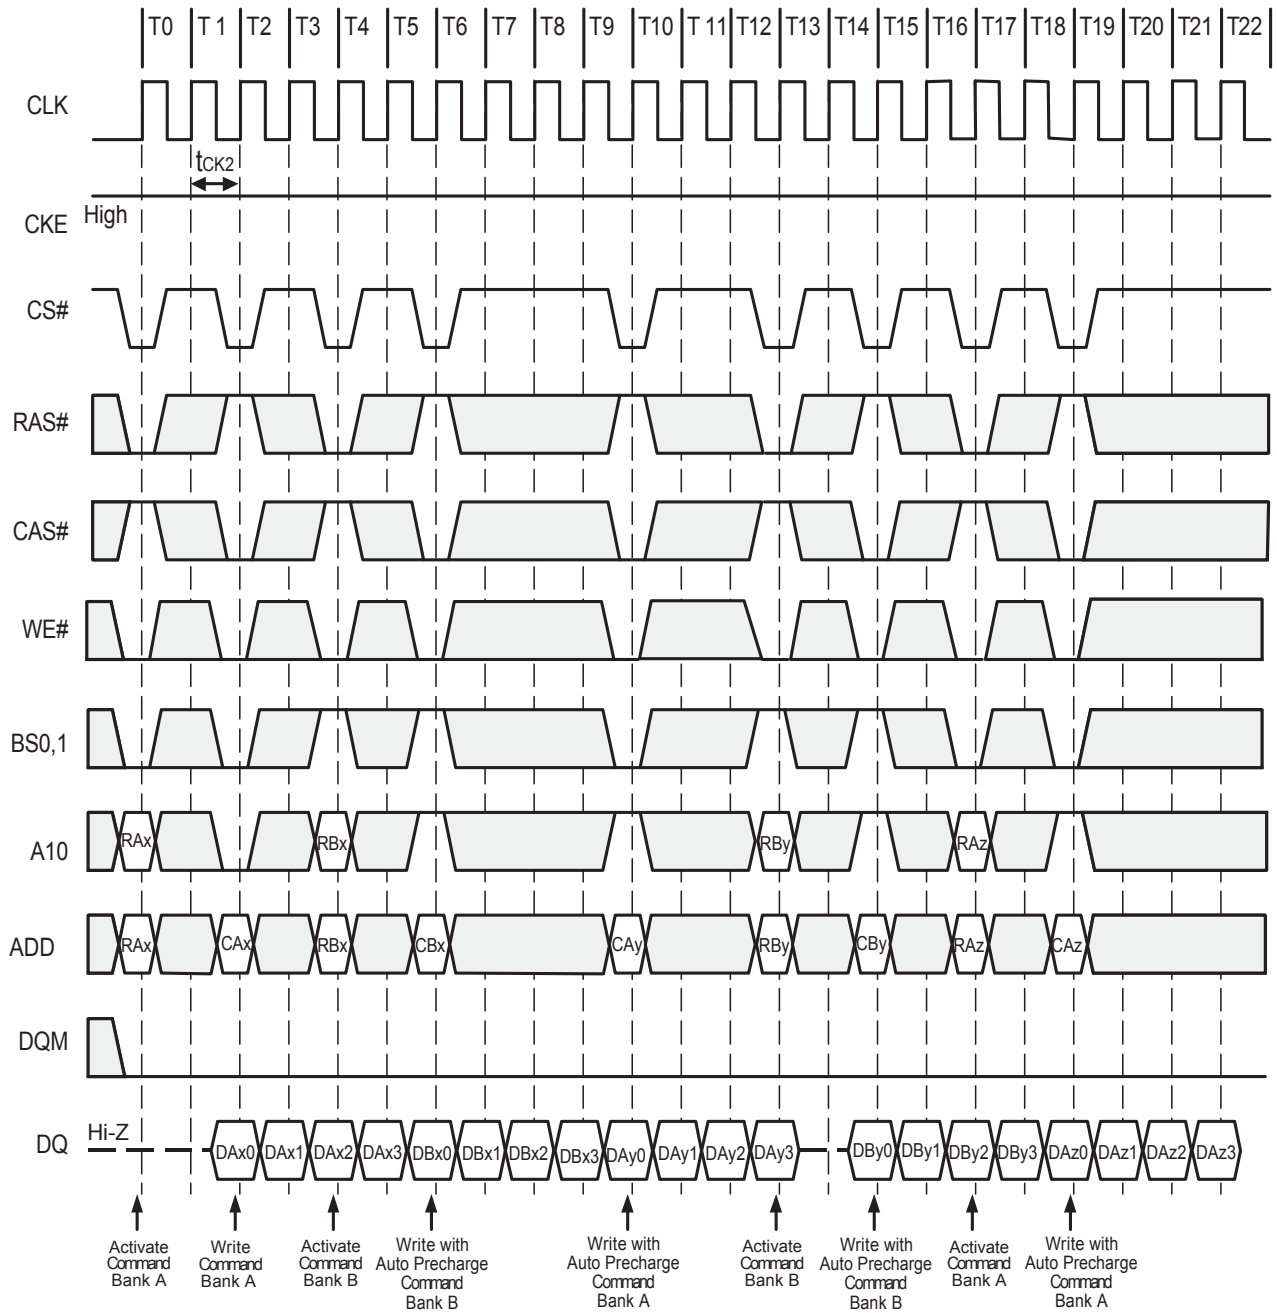 T0 T 1 T2 T3 T4 T5 T6 T7 T8 T9 T10 T 11 T12 T13 T14 T15 T16 T17 T18 T19 T20 T21 T22
CLK
tCK2
CKE High
CS#
RAS#
CAS#
WE#
BS0,1
A10 RAx RBx RBy RAz
ADD RAx CAx RBx CBx CAy RBy CBy RAz CAz
DQM
DQ Hi-Z DAx0 DAx1 DAx2 DAx3 DBx0 DBx1 DBx2 DBx3 DAy0 DAy1 DAy2 DAy3 DBy0 DBy1 DBy2 DBy3 DAz0 DAz1 DAz2 DAz3
Activate
Command
Bank A
Write
Command
Bank A
Activate
Command
Bank B
Write with
Auto Precharge
Command
Bank B
Write with
Auto Precharge
Command
Bank A
Activate
Command
Bank B
Write with
Auto Precharge
Command
Bank B
Activate
Command
Bank A
Write with
Auto Precharge
Command
Bank A